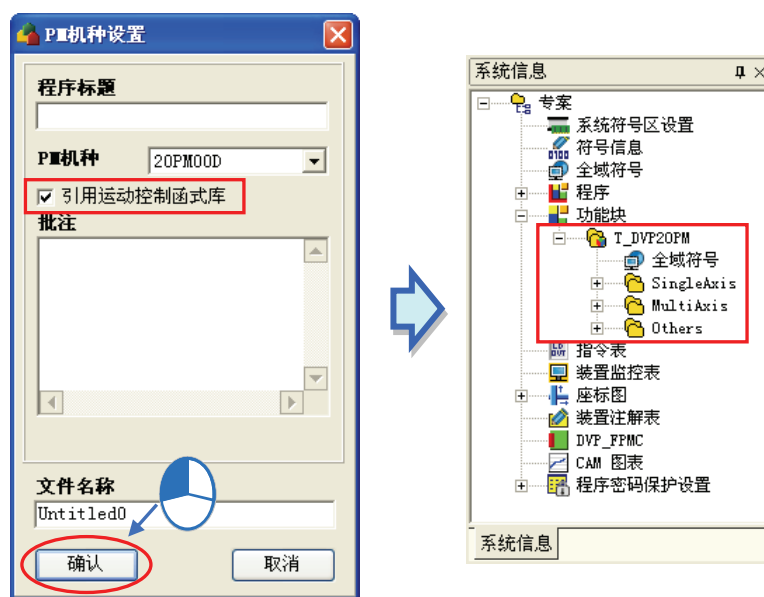 PM机种设置
程序标题
PM机种
20PM00D
引用运动控制函式库
批注
文件名称
Untitled0
确认
取消
系统信息
专案
系统符号区设置
符号信息
全域符号
程序
功能块
T_DVP20PM
全域符号
SingleAxis
MultiAxis
Others
指令表
装置监控表
座标图
装置注解表
DVP_FPMC
CAM 图表
程序密码保护设置
系统信息